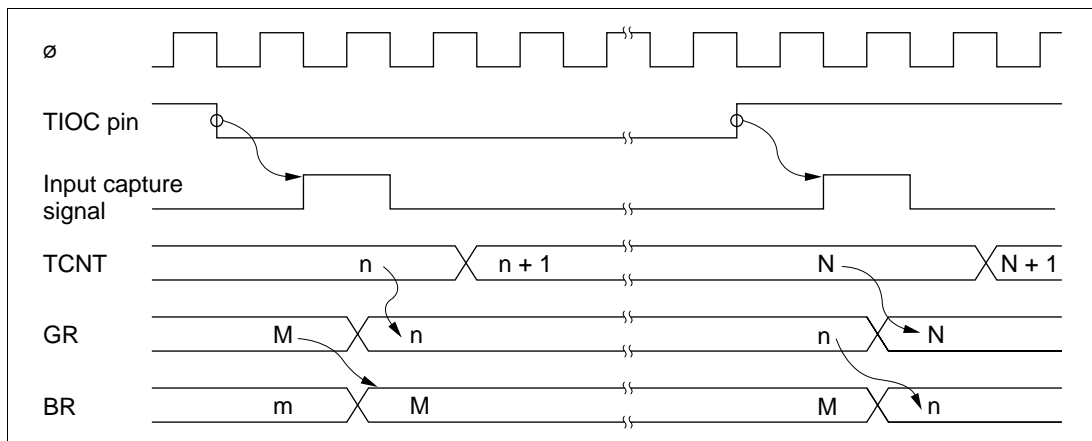 ø
TIOC pin
Input capture
signal
TCNT n n + 1 N N + 1
GR M n n N
BR m M M n